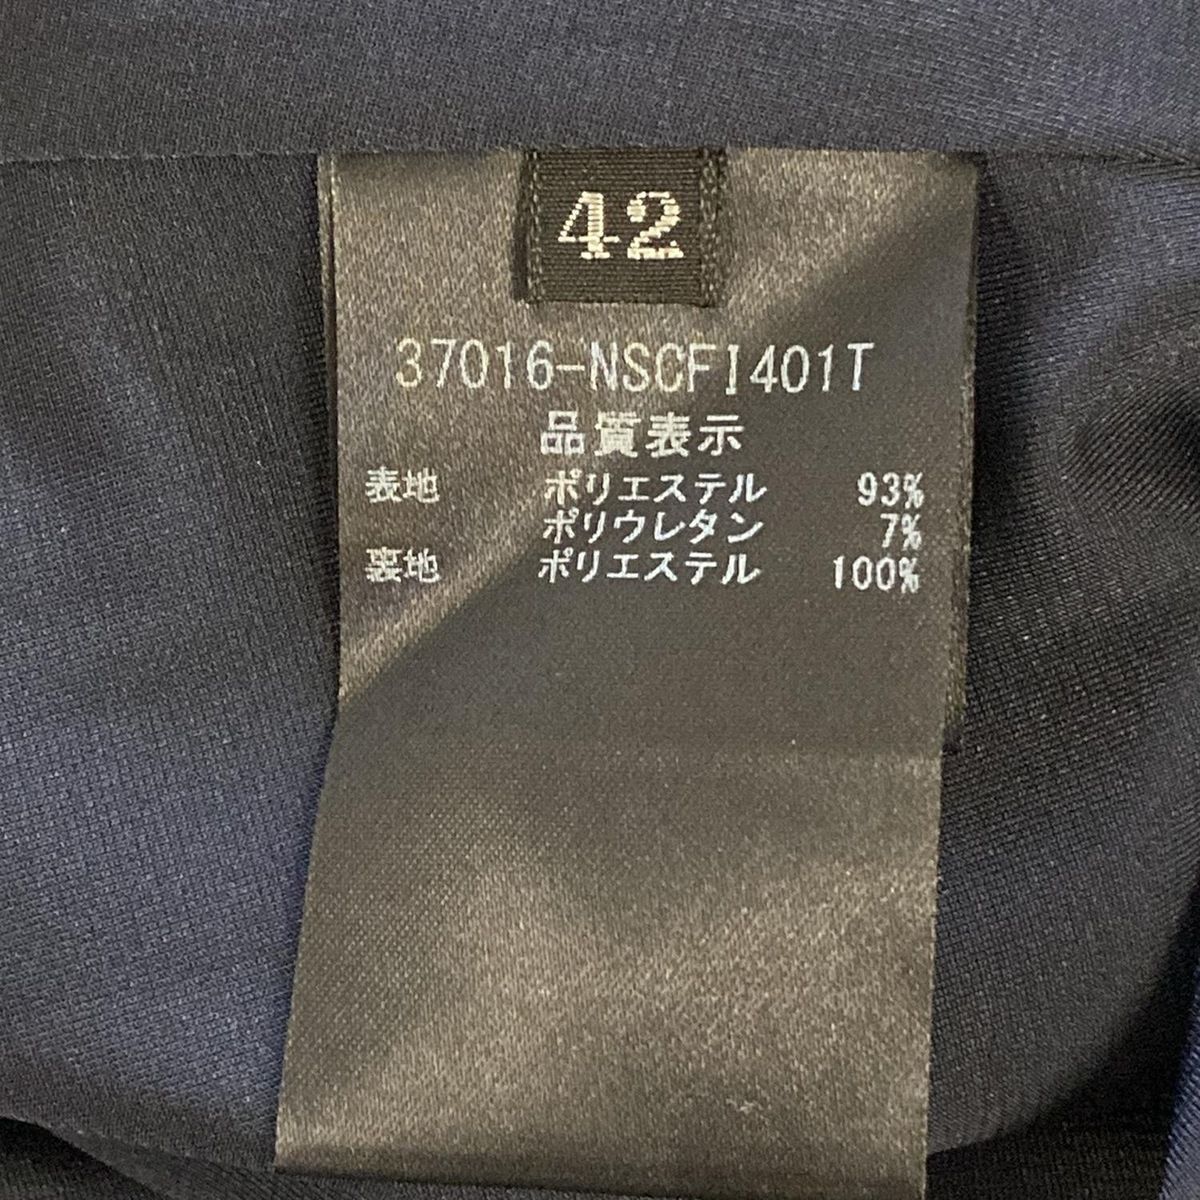 42
37016-NSCFI401T
品質表示
表地 ポリエステル 93%
ポリウレタン 7%
裏地 ポリエステル 100%